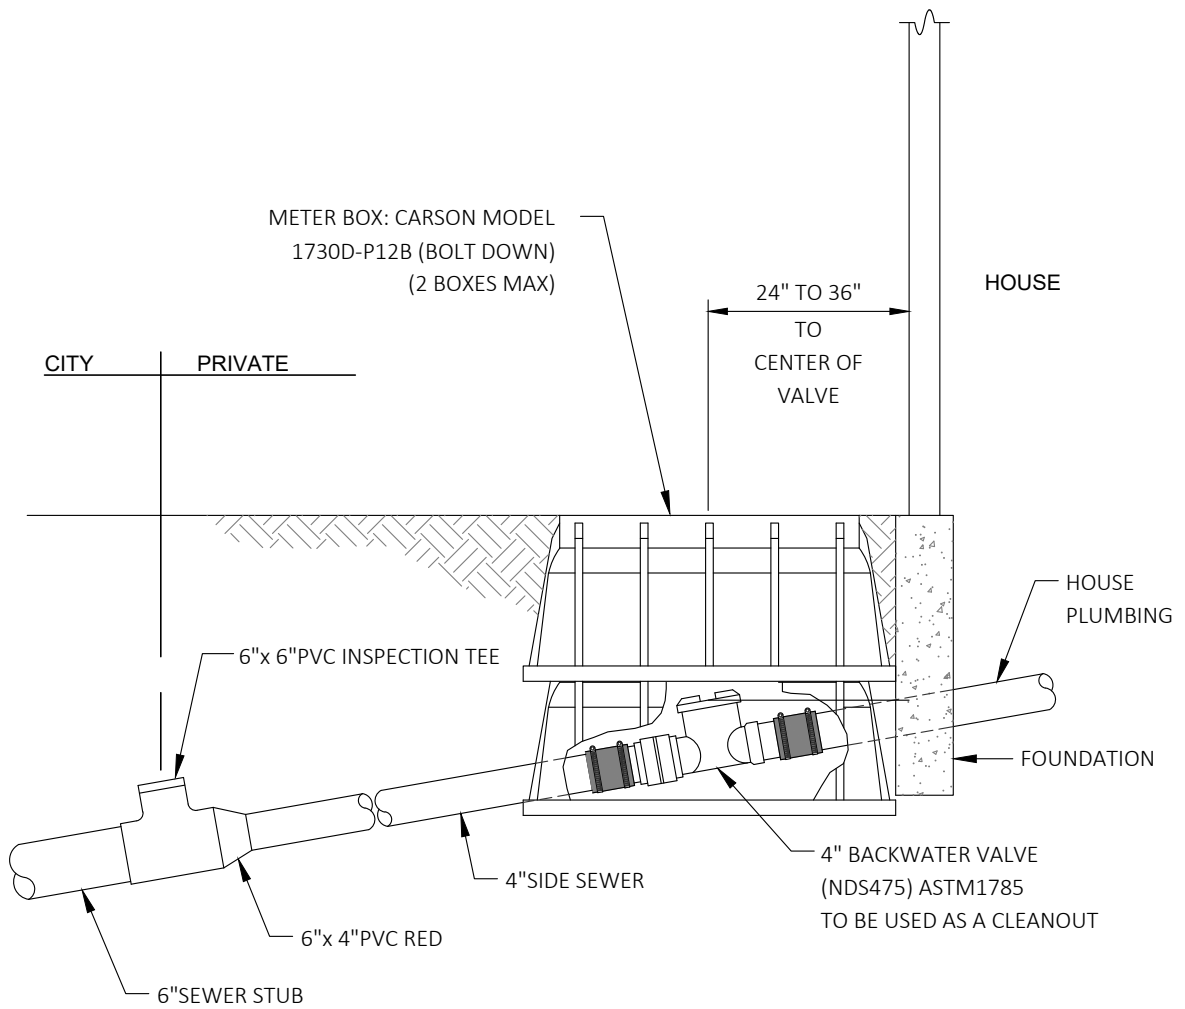 METER BOX: CARSON MODEL
1730D-P12B (BOLT DOWN)
(2 BOXES MAX)
24" TO 36"
TO
CENTER OF
VALVE
HOUSE
CITY
PRIVATE
HOUSE
PLUMBING
6"x 6"PVC INSPECTION TEE
FOUNDATION
4" BACKWATER VALVE
(NDS475) ASTM1785
TO BE USED AS A CLEANOUT
4"SIDE SEWER
6"x 4"PVC RED
6"SEWER STUB